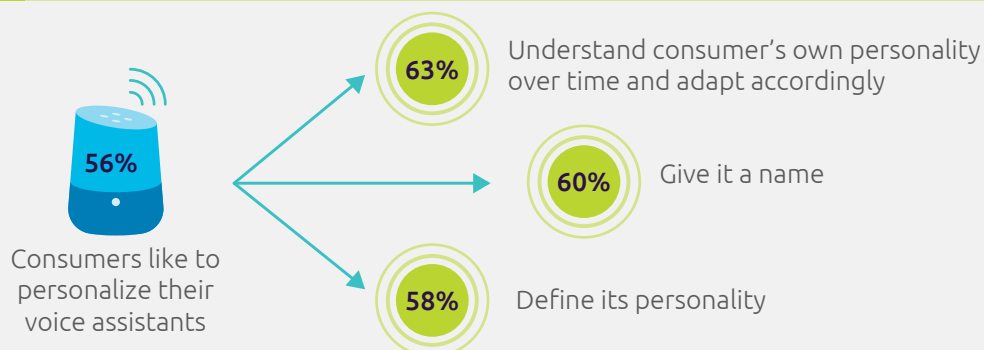 56%
Consumers like to
personalize their
voice assistants
63%
Understand consumer’s own personality
over time and adapt accordingly
60%
Give it a name
58%
Define its personality